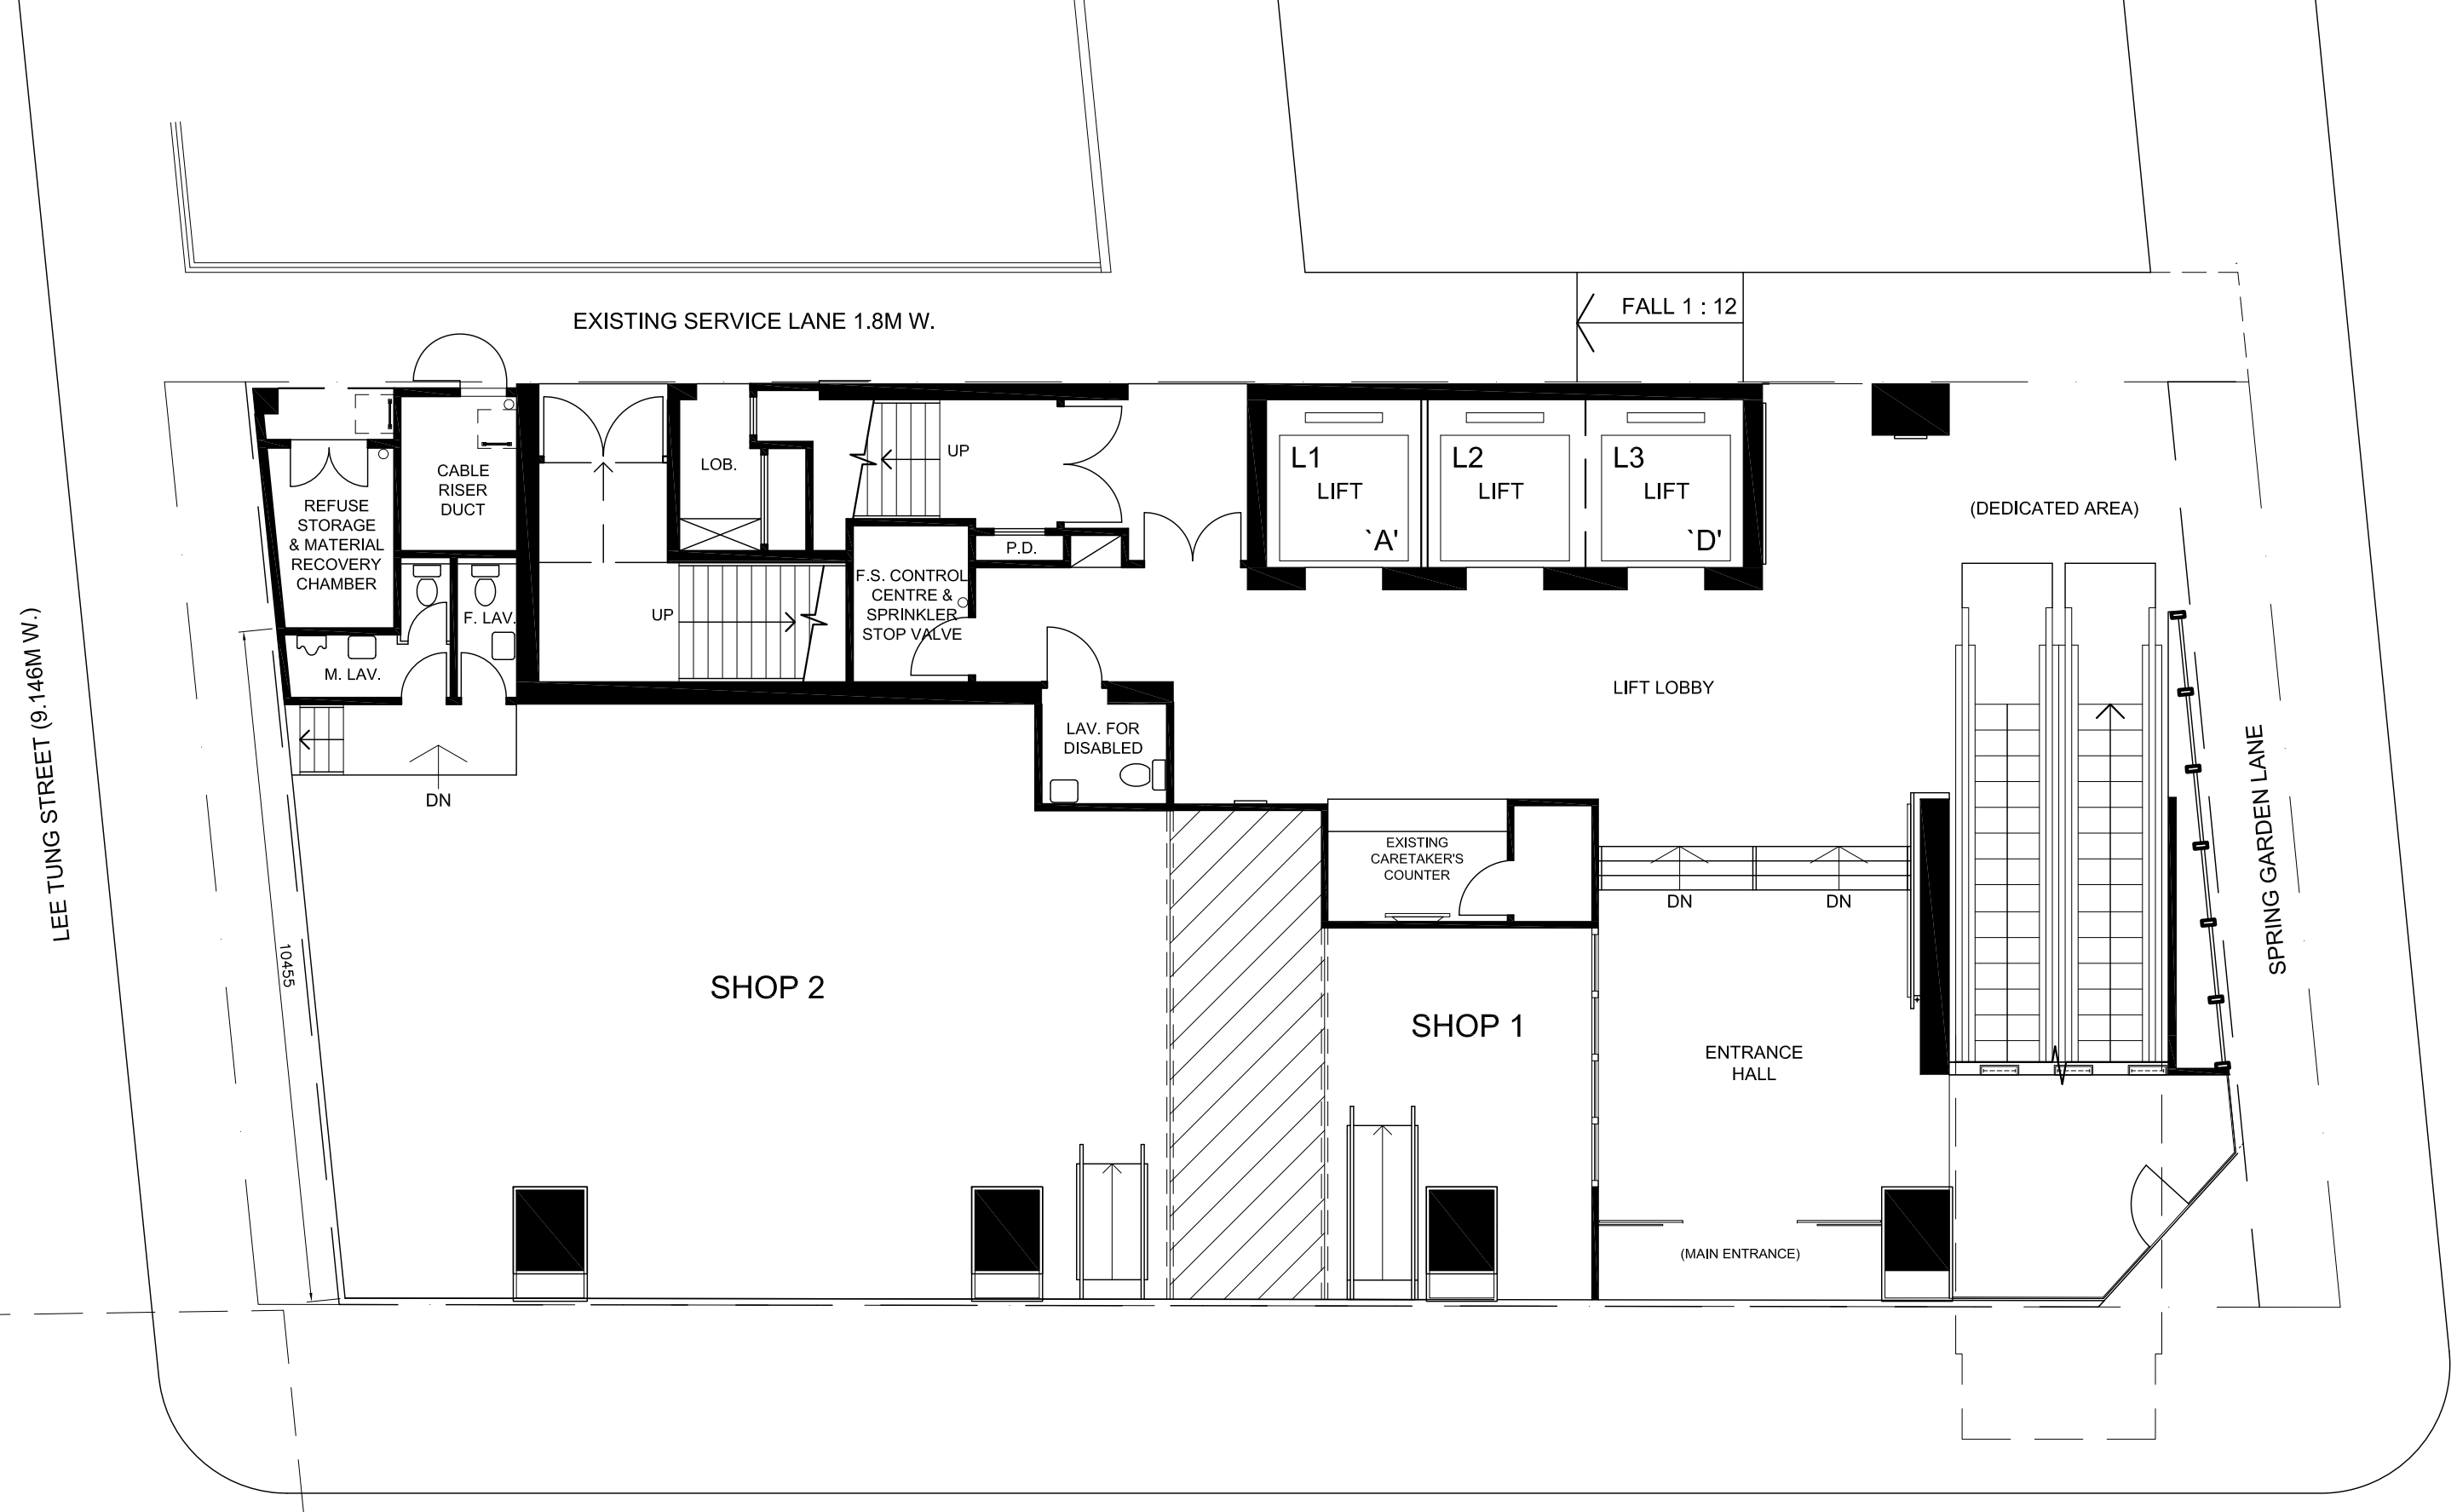 EXISTING SERVICE LANE 1.8M W.
FALL 1 : 12
L1
LIFT
`A'
L2
LIFT
L3
LIFT
`D'
(DEDICATED AREA)
LOB.
UP
CABLE
RISER
DUCT
REFUSE
STORAGE
& MATERIAL
RECOVERY
CHAMBER
P.D.
F.S. CONTROL
CENTRE &
SPRINKLER
STOP VALVE
UP
F. LAV.
M. LAV.
LIFT LOBBY
LAV. FOR
DISABLED
DN
LEE TUNG STREET (9.146M W.)
SPRING GARDEN LANE
EXISTING
CARETAKER'S
COUNTER
DN
DN
10455
SHOP 2
SHOP 1
ENTRANCE
HALL
(MAIN ENTRANCE)